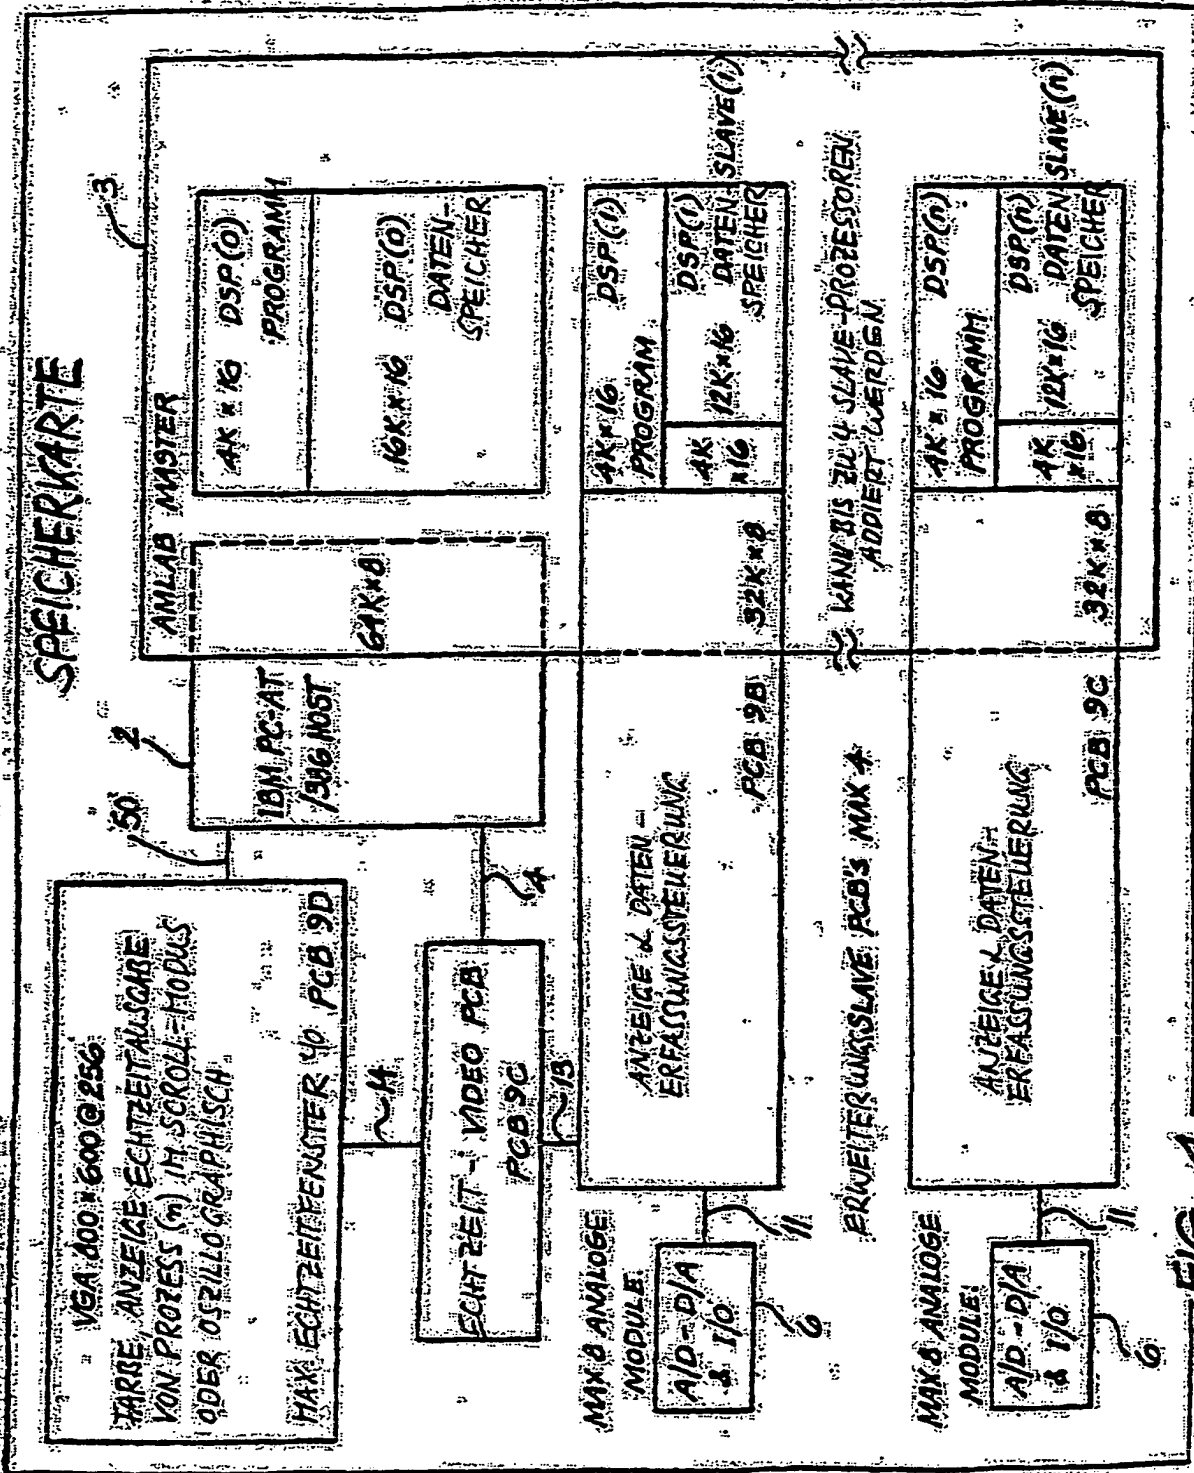 SPEICHERKARTE
3
AMLAB MASTER
2
50
VGA 800×600@256
FARBE, ANZEIGE ECHTZEITAUSGABE
VON PROZESS (n) IM SCROLL-MODUS
ODER OSZILLOGRAPHISCH
MAX ECHTZEITFENSTER 40 PCB 9D
IBM PC-AT
/386 HOST
64K×8
4K×16 DSP(0)
PROGRAMM
16K×16 DSP(0)
DATEN-
SPEICHER
14
4
ECHTZEIT-VIDEO PCB
PCB 9C
13
MAX 8 ANALOGE
MODULE
A/D-D/A
& I/O
11
6
ANZEIGE & DATEN-
ERFASSUNGSSTEUERUNG
PCB 9B
32K×8
4K×16 DSP(1)
PROGRAM
4K
×16
12K×16
DSP(1)
DATEN-
SPEICHER
SLAVE(1)
ERWEITERUNGSSLAVE PCB'S MAX 4
KANN BIS ZU 4 SLAVE-PROZESSOREN
ADDIERT WERDEN
MAX 8 ANALOGE
MODULE
A/D-D/A
& I/O
11
6
ANZEIGE & DATEN-
ERFASSUNGSSTEUERUNG
PCB 9C
32K×8
4K×16 DSP(n)
PROGRAMM
4K
×16
12K×16
DSP(n)
DATEN
SPEICHER
SLAVE(n)